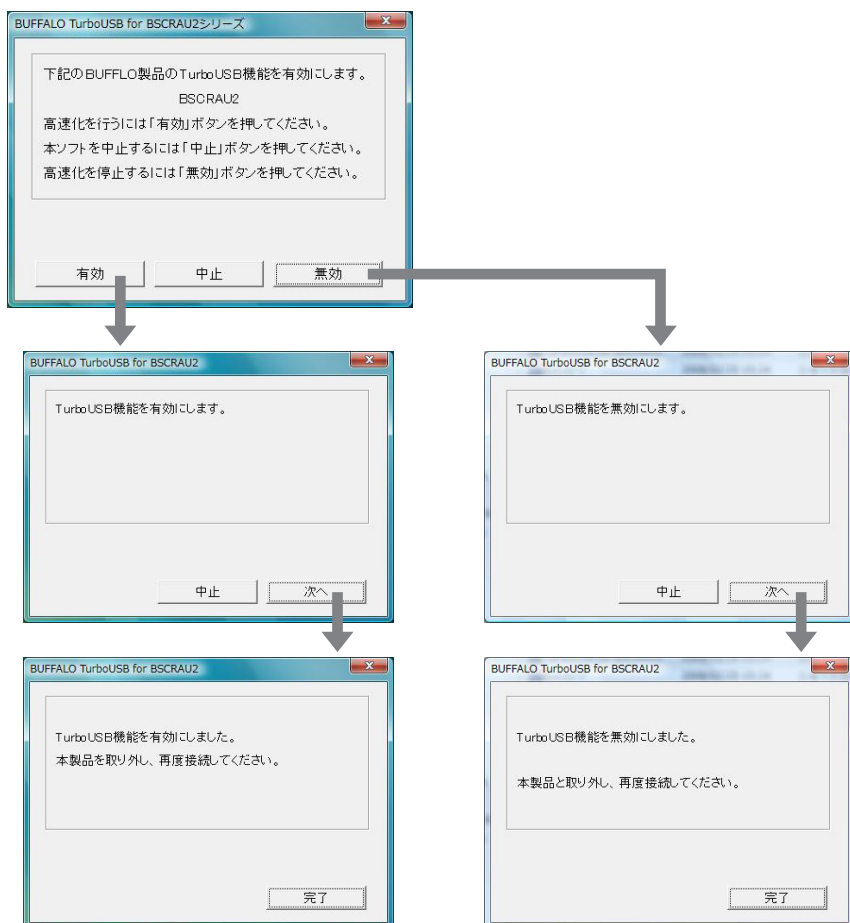 BUFFALO TurboUSB for BSCRAU2シリーズ
下記のBUFFLO製品のTurboUSB機能を有効にします。
BSCRAU2
高速化を行うには「有効」ボタンを押してください。
本ソフトを中止するには「中止」ボタンを押してください。
高速化を停止するには「無効」ボタンを押してください。
有効
中止
無効
BUFFALO TurboUSB for BSCRAU2
TurboUSB機能を有効にします。
中止
次へ
BUFFALO TurboUSB for BSCRAU2
TurboUSB機能を無効にします。
中止
次へ
BUFFALO TurboUSB for BSCRAU2
TurboUSB機能を有効にしました。
本製品を取り外し、再度接続してください。
完了
BUFFALO TurboUSB for BSCRAU2
TurboUSB機能を無効にしました。
本製品と取り外し、再度接続してください。
完了